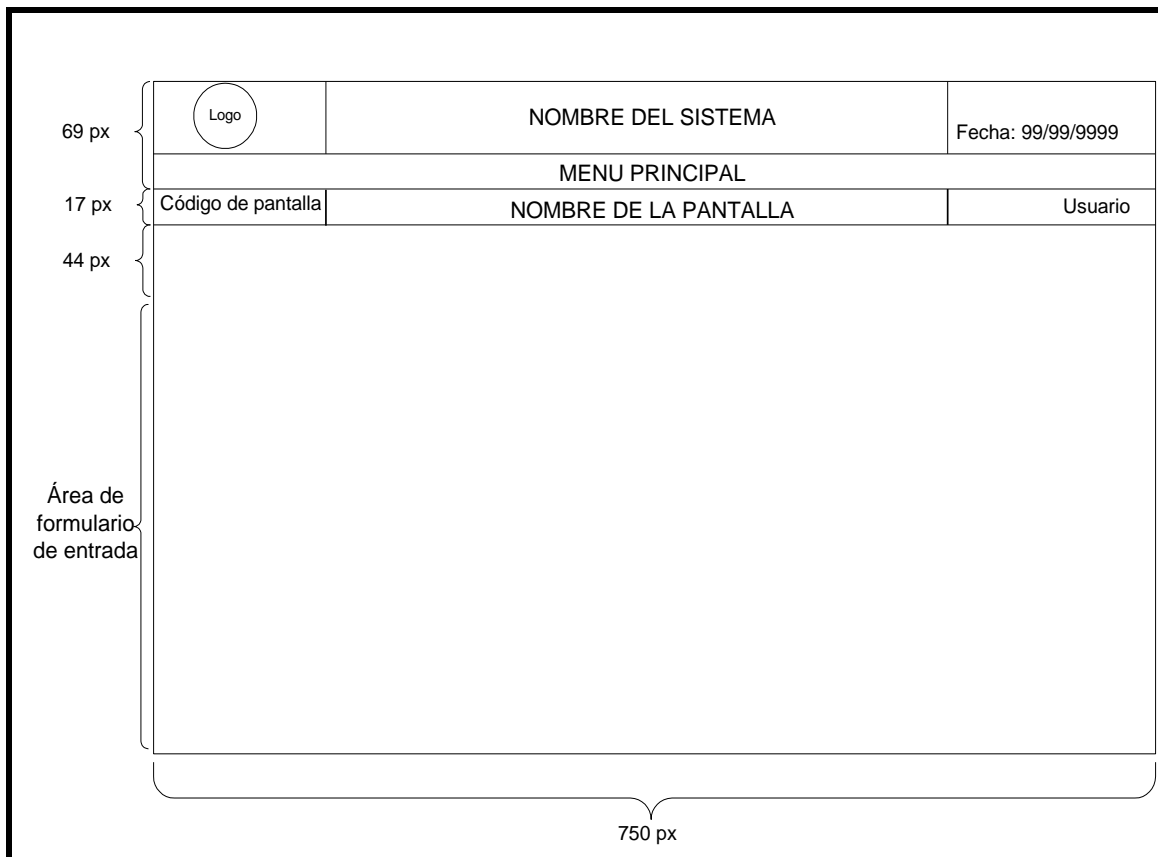 Logo
NOMBRE DEL SISTEMA
Fecha: 99/99/9999
69 px
MENU PRINCIPAL
17 px
Código de pantalla
NOMBRE DE LA PANTALLA
Usuario
44 px
Área de
formulario
de entrada
750 px